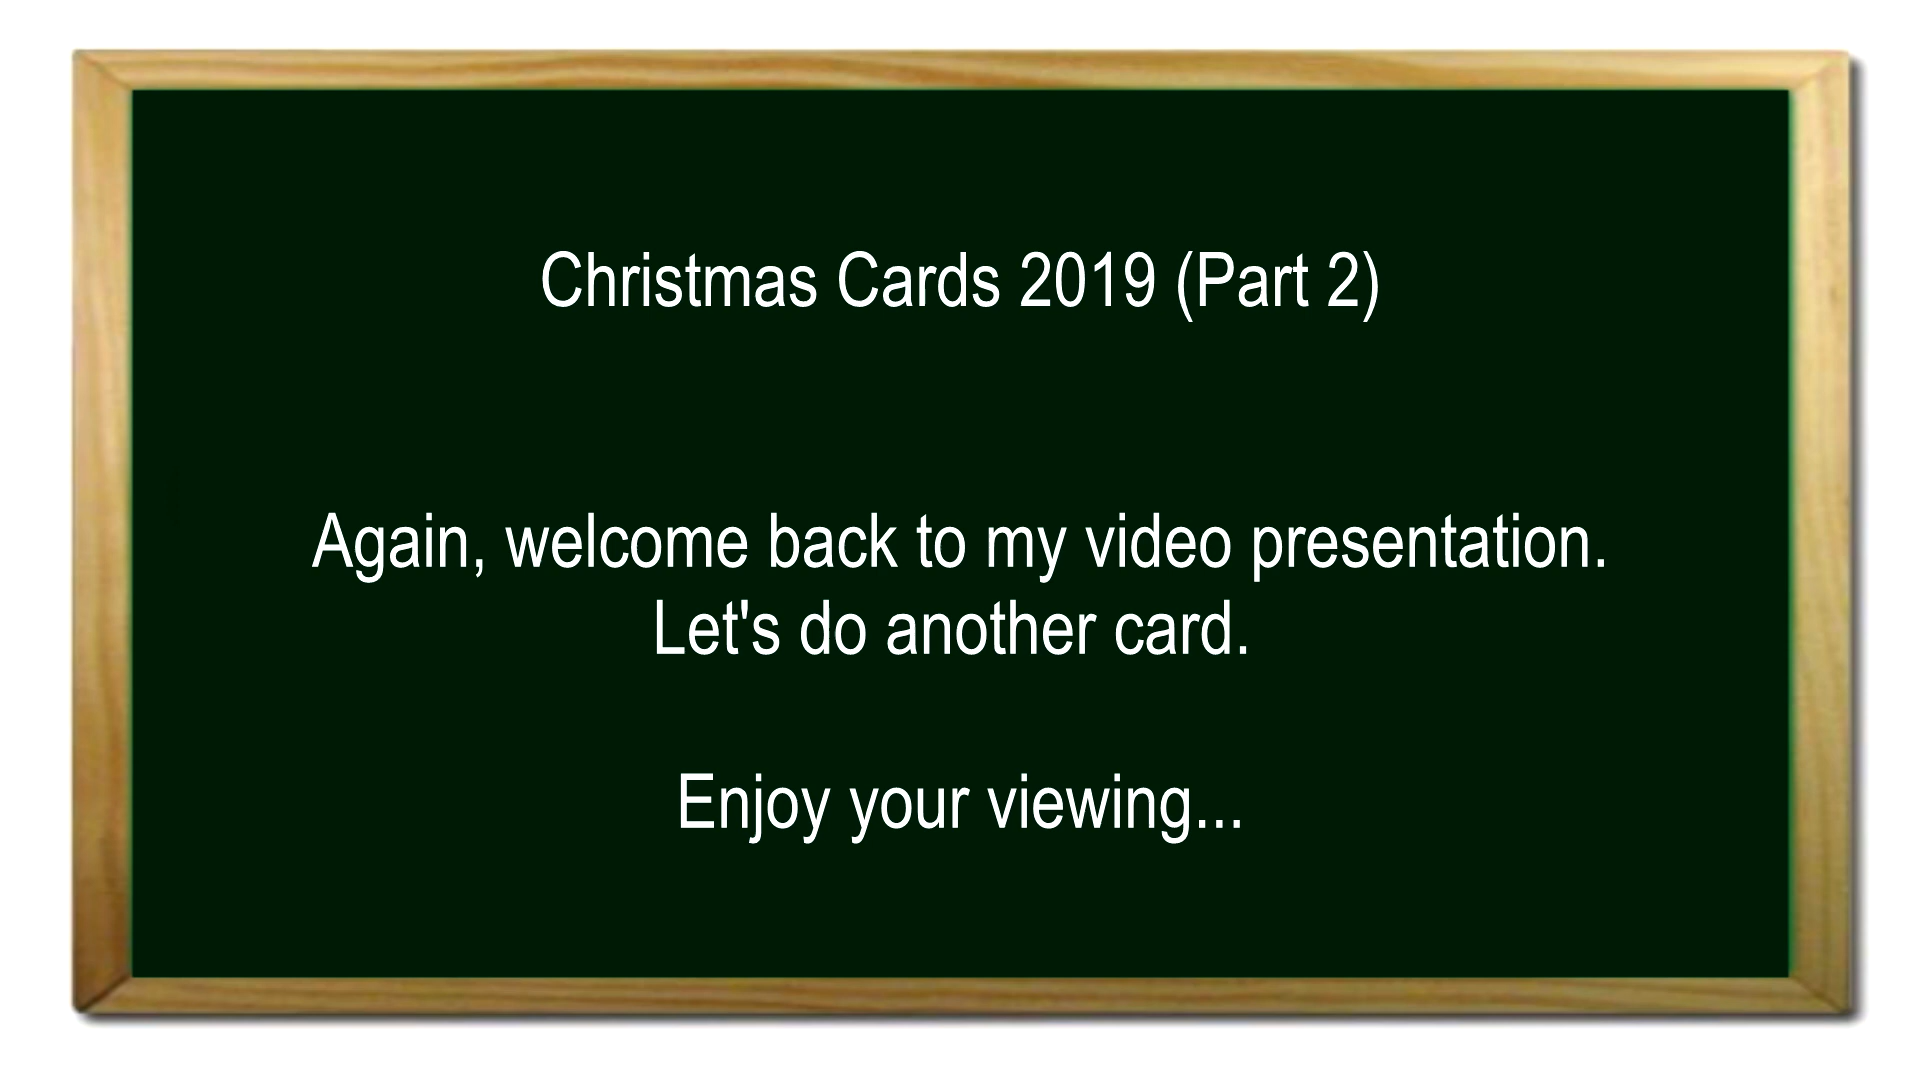 Christmas Cards 2019 (Part 2)
Again, welcome back to my video presentation.
Let's do another card.
Enjoy your viewing...